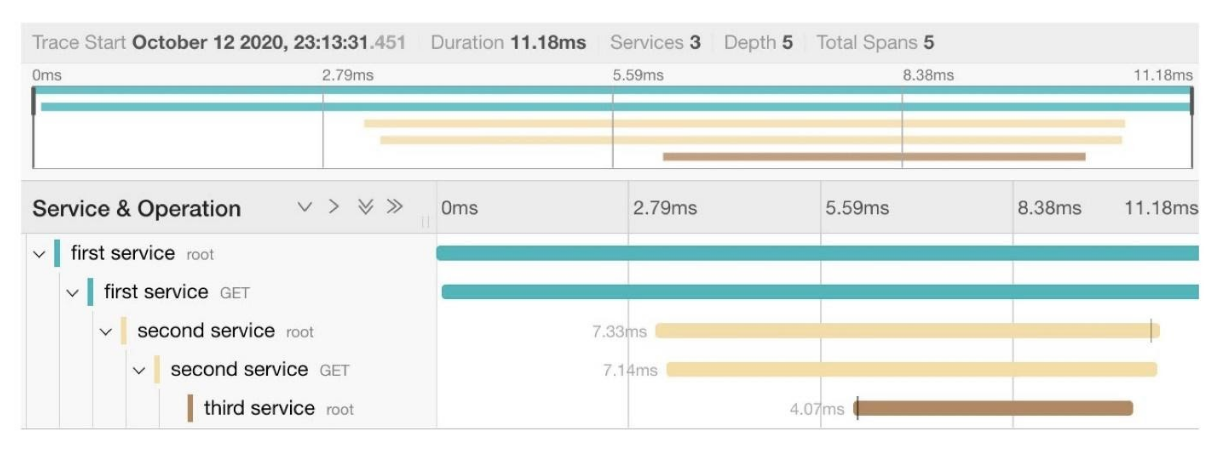 Trace Start October 12 2020, 23:13:31.451 Duration 11.18ms Services 3 Depth 5 Total Spans 5
0ms 2.79ms 5.59ms 8.38ms 11.18ms
Service & Operation 0ms 2.79ms 5.59ms 8.38ms 11.18ms
first service root
first service GET
second service root 7.33ms
second service GET 7.14ms
third service root 4.07ms